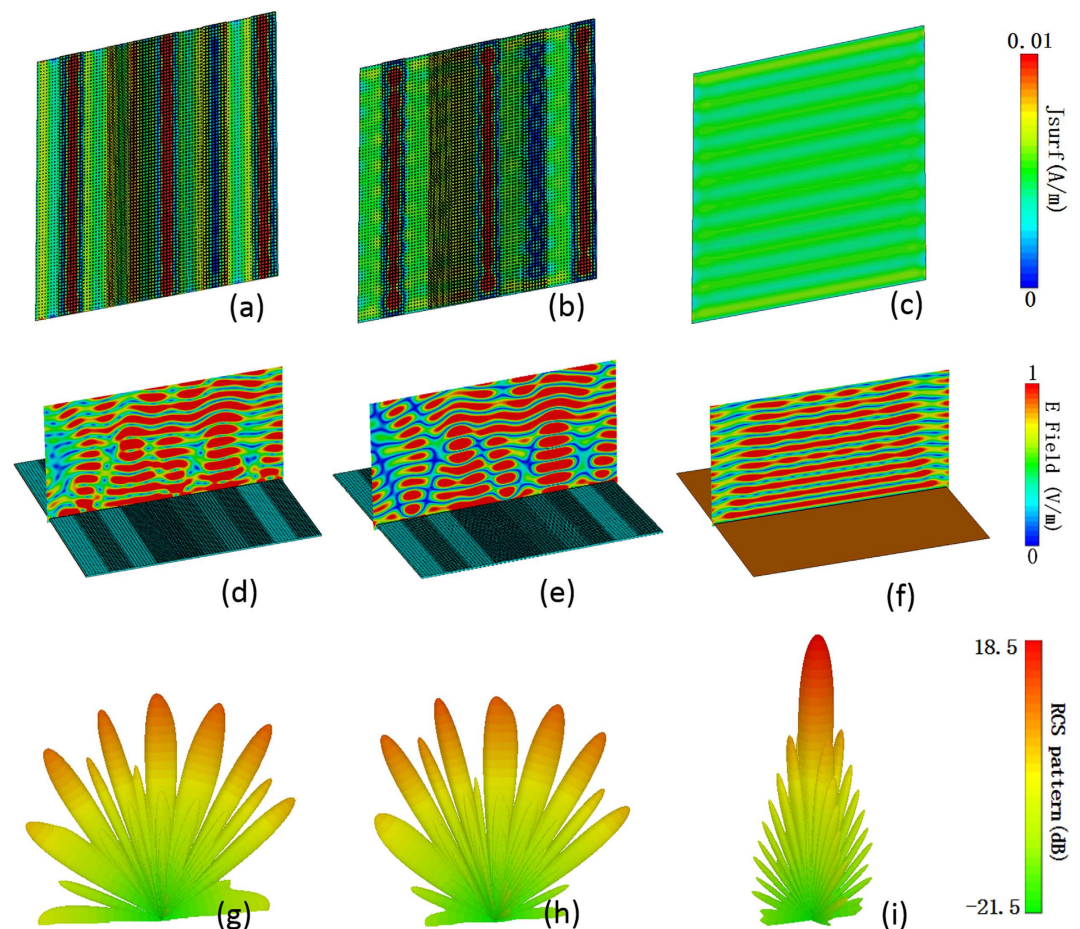 0.01
Jsurf(A/m)
0
(a)
(b)
(c)
1
E Field (V/m)
0
(d)
(e)
(f)
18.5
RCS pattern(dB)
-21.5
(g)
(h)
(i)